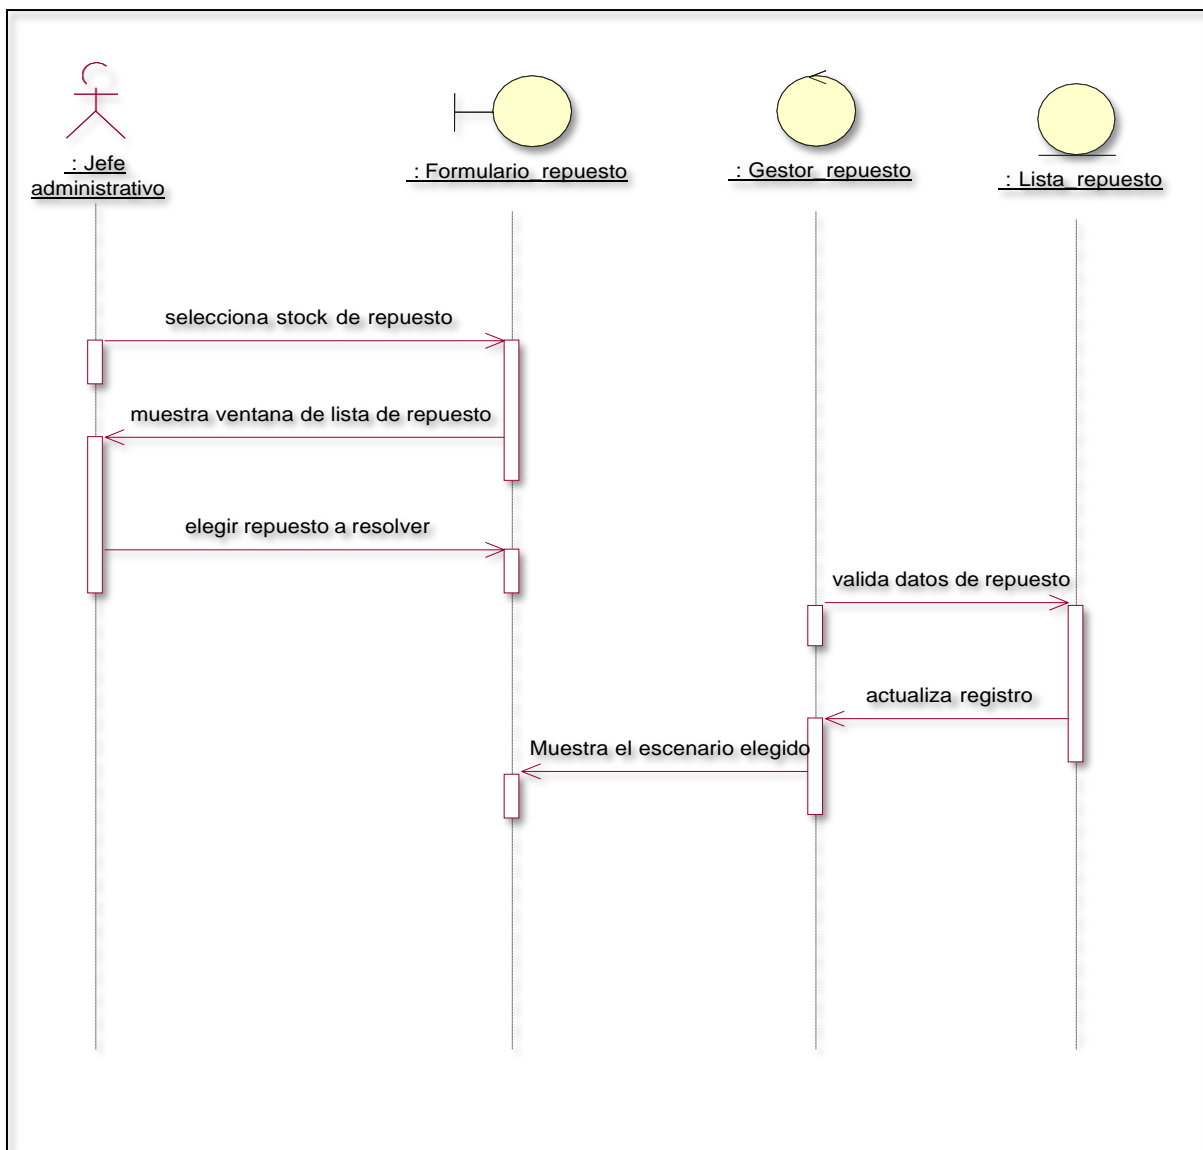 : Jefe
administrativo
: Formulario_repuesto
: Gestor_repuesto
: Lista_repuesto
selecciona stock de repuesto
muestra ventana de lista de repuesto
elegir repuesto a resolver
valida datos de repuesto
actualiza registro
Muestra el escenario elegido